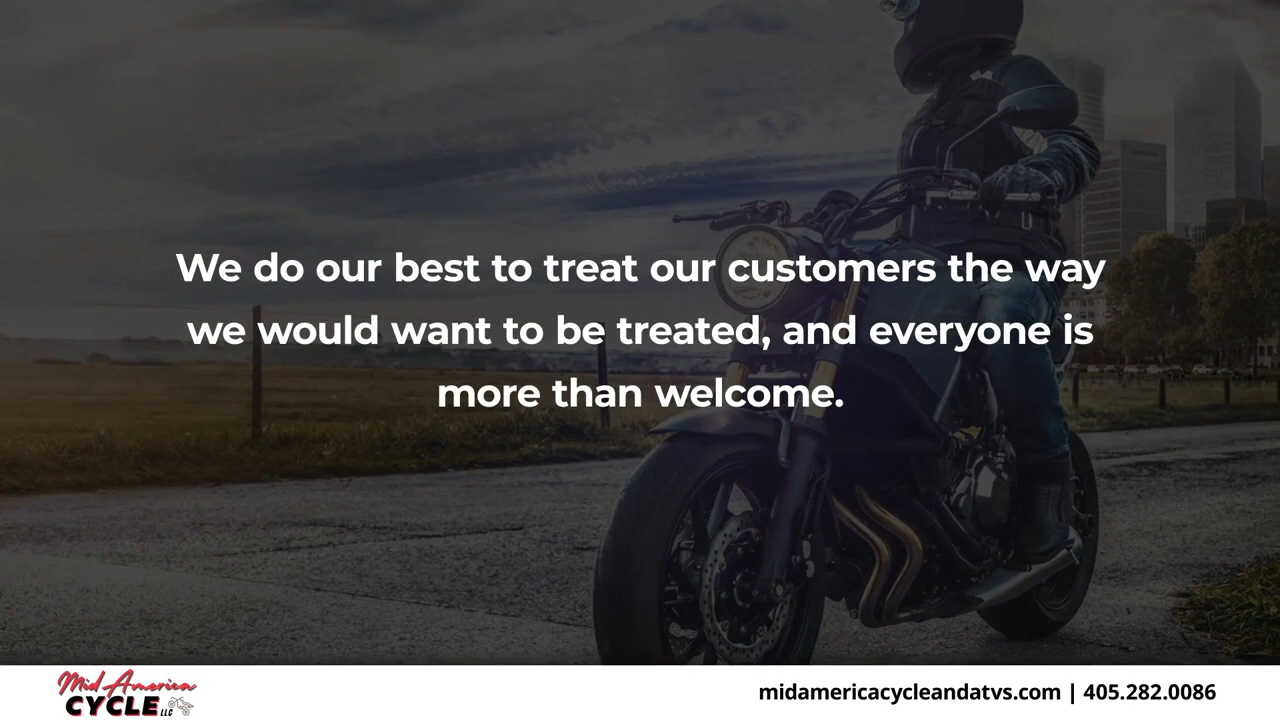 We do our best to treat our customers the way
we would want to be treated, and everyone is
more than welcome.
Mid America
CYCLE LLC
midamericacycleandatvs.com | 405.282.0086